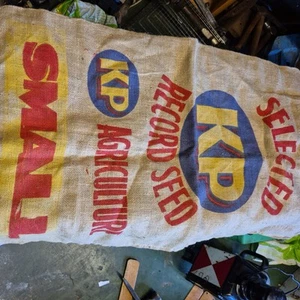 SELECTED
KP
RECORD SEED
KP
AGRICULTUR
SMALL